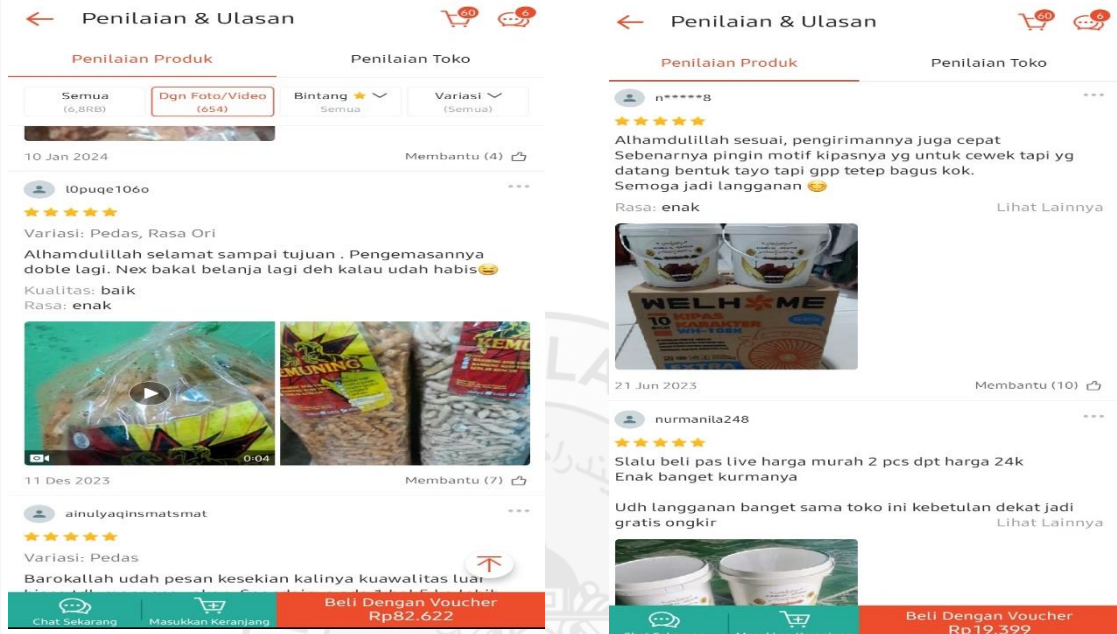 Penilaian & Ulasan
60
6
Penilaian Produk
Penilaian Toko
Semua
(6,8RB)
Dgn Foto/Video
(654)
Bintang
Semua
Variasi
(Semua)
10 Jan 2024
Membantu (4)
l0puqe106o
Variasi: Pedas, Rasa Ori
Alhamdulillah selamat sampai tujuan . Pengemasannya
doble lagi. Nex bakal belanja lagi deh kalau udah habis😄
Kualitas: baik
Rasa: enak
EMUNING
KEMU
0:04
11 Des 2023
Membantu (7)
ainulyaqinsmatsmat
Variasi: Pedas
Barokallah udah pesan kesekian kalinya kuawalitas luar
Chat Sekarang
Masukkan Keranjang
Beli Dengan Voucher
Rp82.622
Penilaian & Ulasan
60
6
Penilaian Produk
Penilaian Toko
n*****8
Alhamdulillah sesuai, pengirimannya juga cepat
Sebenarnya pingin motif kipasnya yg untuk cewek tapi yg
datang bentuk tayo tapi gpp tetep bagus kok.
Semoga jadi langganan 😊
Rasa: enak
Lihat Lainnya
WELHOME
10
KIPAS
KARAKTER
EXTRA
21 Jun 2023
Membantu (10)
nurmanila248
Slalu beli pas live harga murah 2 pcs dpt harga 24k
Enak banget kurmanya
Udh langganan banget sama toko ini kebetulan dekat jadi
gratis ongkir
Lihat Lainnya
Beli Dengan Voucher
Rp19.399